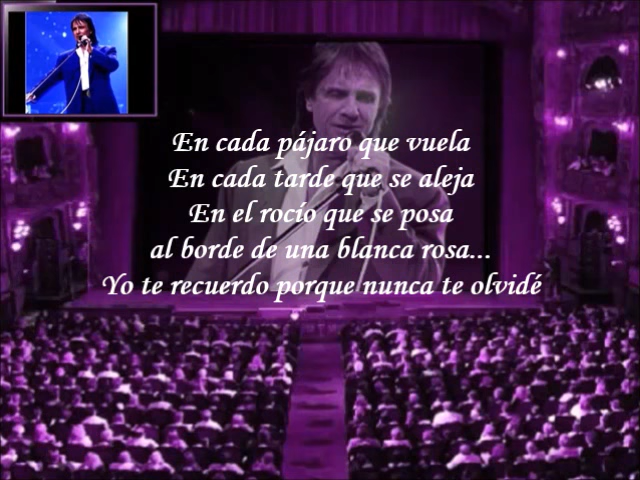 En cada pájaro que vuela
En cada tarde que se aleja
En el rocío que se posa
al borde de una blanca rosa...
Yo te recuerdo porque nunca te olvidé